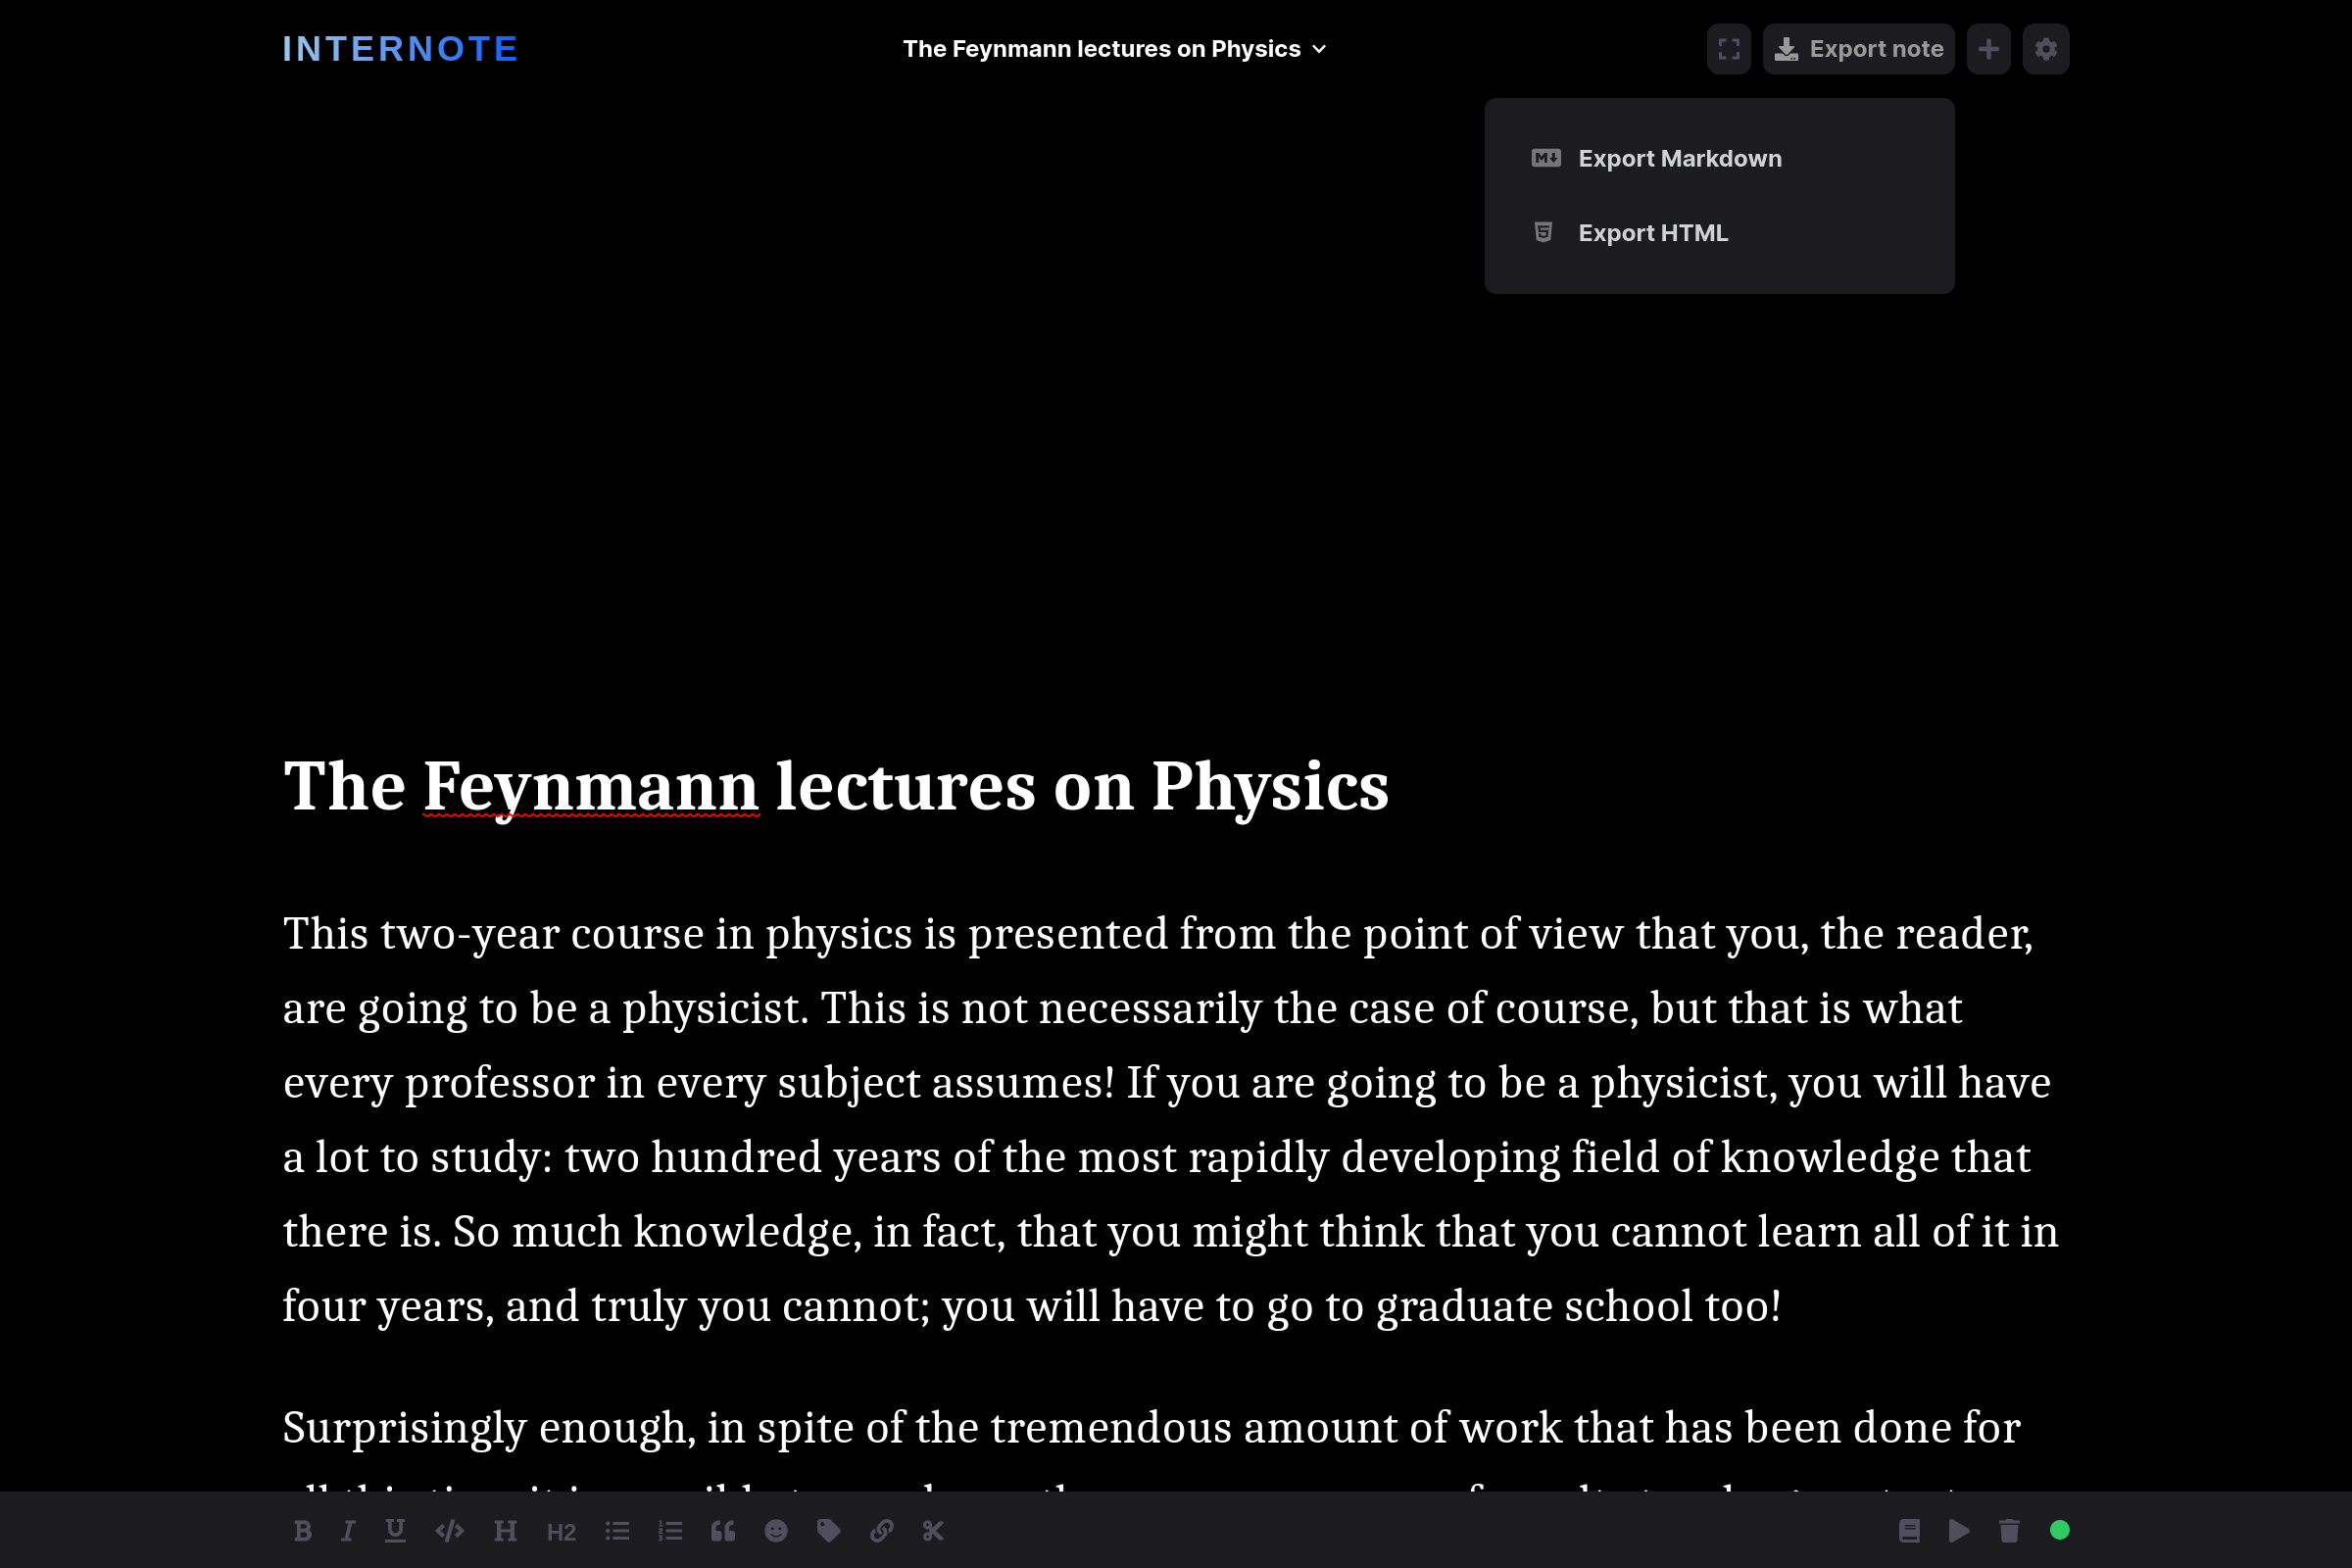 INTERNOTE
The Feynmann lectures on Physics
Export note
Export Markdown
Export HTML
The Feynmann lectures on Physics
This two-year course in physics is presented from the point of view that you, the reader,
are going to be a physicist. This is not necessarily the case of course, but that is what
every professor in every subject assumes! If you are going to be a physicist, you will have
a lot to study: two hundred years of the most rapidly developing field of knowledge that
there is. So much knowledge, in fact, that you might think that you cannot learn all of it in
four years, and truly you cannot; you will have to go to graduate school too!
Surprisingly enough, in spite of the tremendous amount of work that has been done for
H2